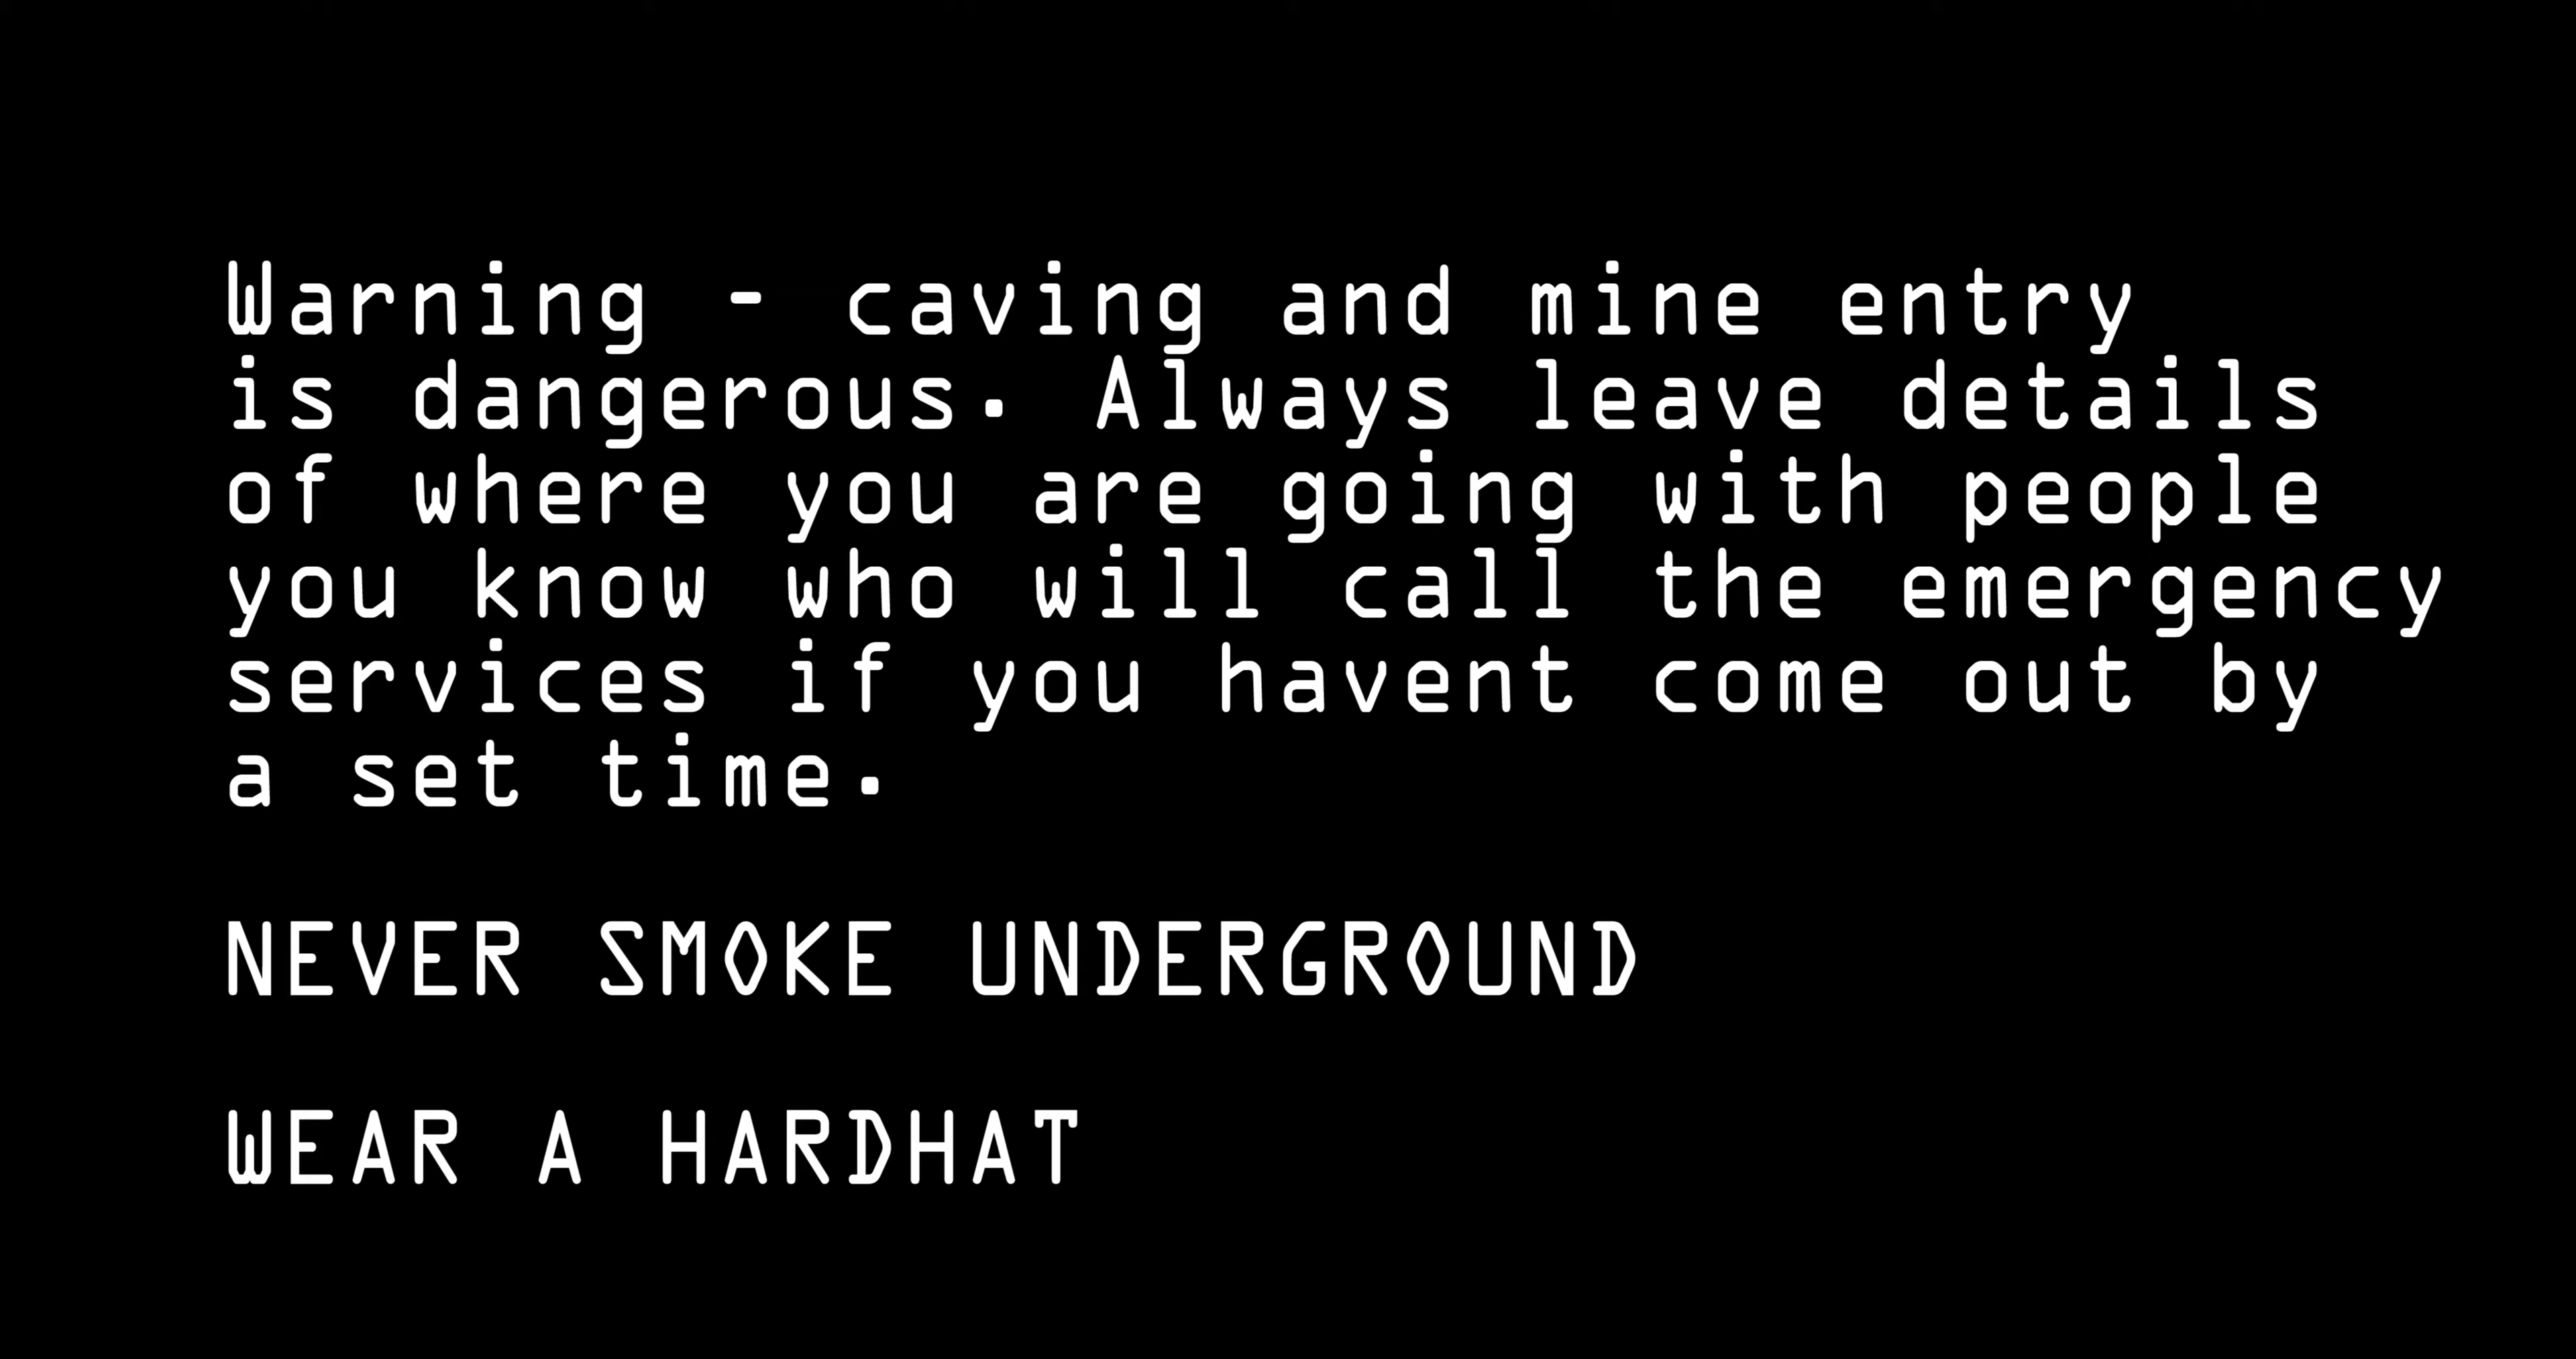 Warning - caving and mine entry
is dangerous. Always leave details
of where you are going with people
you know who will call the emergency
services if you havent come out by
a set time.
NEVER SMOKE UNDERGROUND
WEAR A HARDHAT